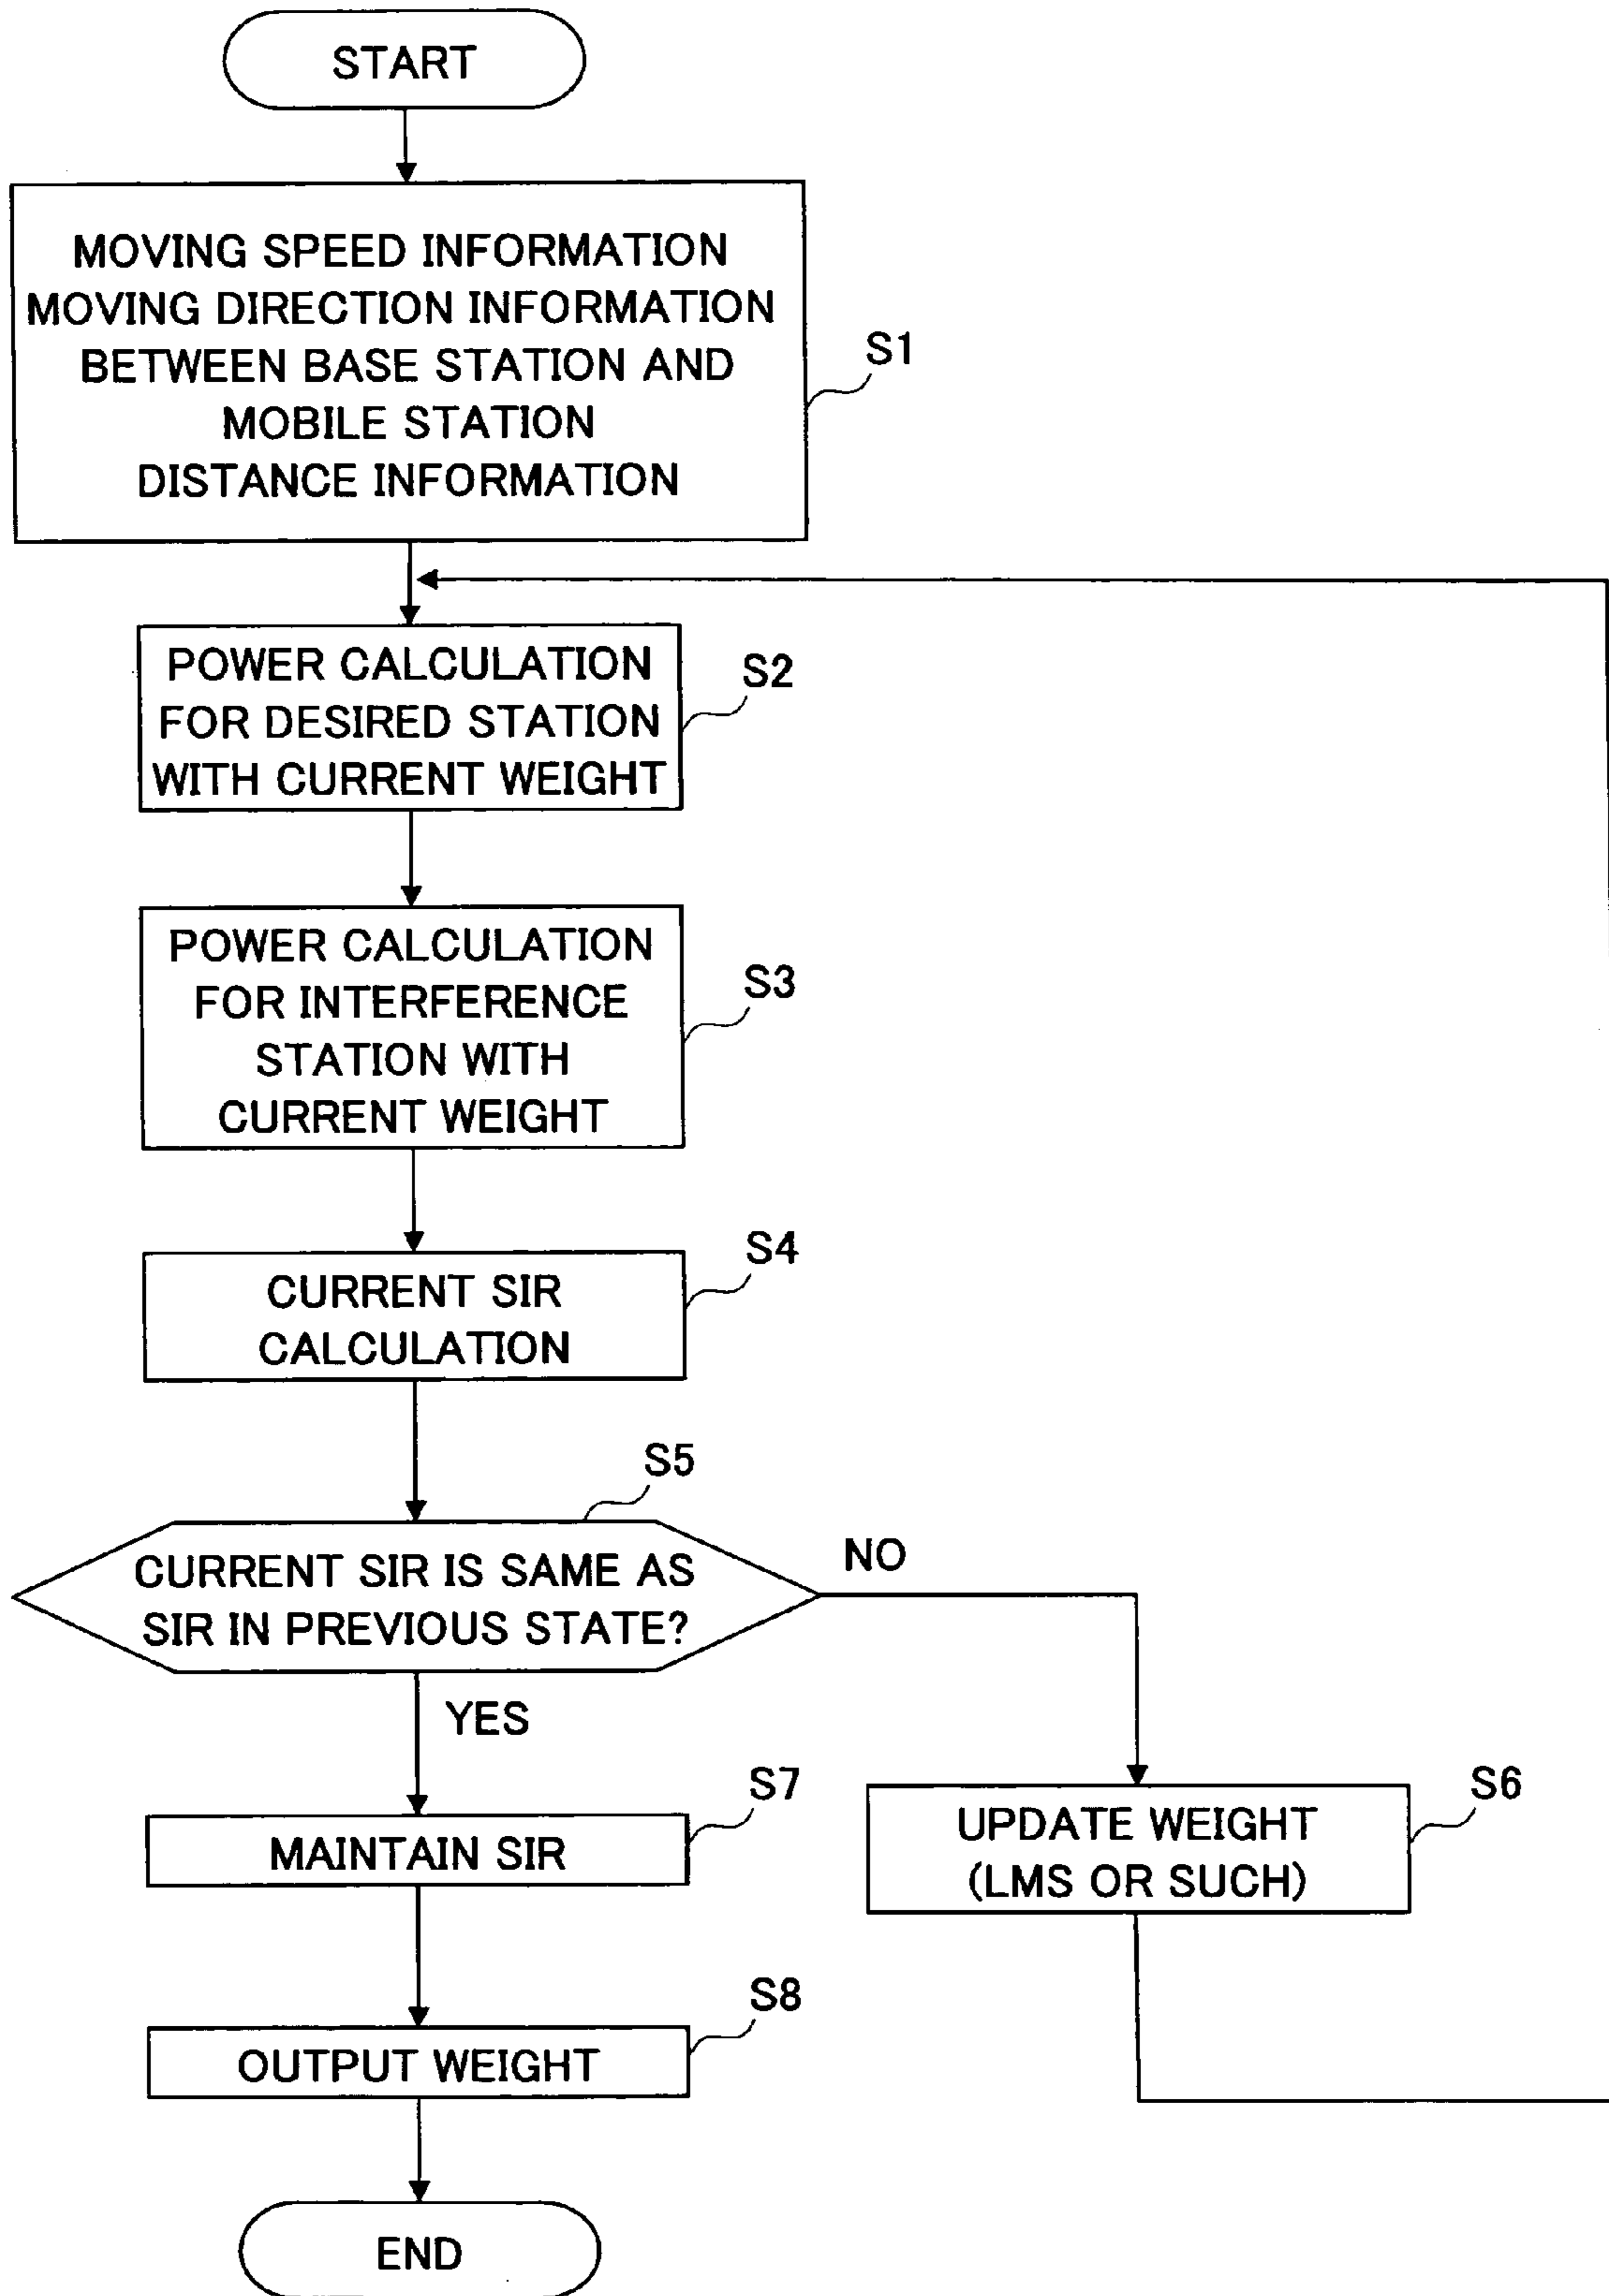 START
MOVING SPEED INFORMATION
MOVING DIRECTION INFORMATION
BETWEEN BASE STATION AND
MOBILE STATION
DISTANCE INFORMATION
S1
POWER CALCULATION
FOR DESIRED STATION
WITH CURRENT WEIGHT
S2
POWER CALCULATION
FOR INTERFERENCE
STATION WITH
CURRENT WEIGHT
S3
CURRENT SIR
CALCULATION
S4
CURRENT SIR IS SAME AS
SIR IN PREVIOUS STATE?
S5
NO
YES
UPDATE WEIGHT
(LMS OR SUCH)
S6
MAINTAIN SIR
S7
OUTPUT WEIGHT
S8
END